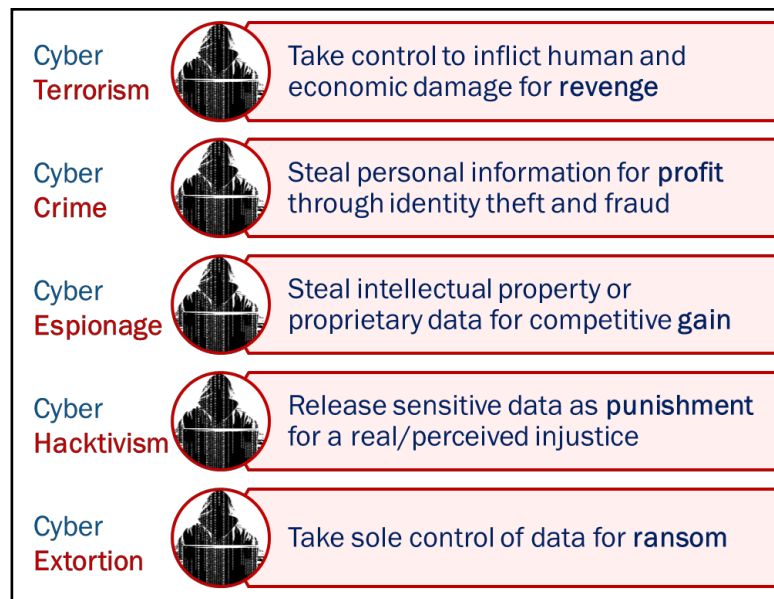 Cyber
Terrorism
Take control to inflict human and
economic damage for revenge
Cyber
Crime
Steal personal information for profit
through identity theft and fraud
Cyber
Espionage
Steal intellectual property or
proprietary data for competitive gain
Cyber
Hacktivism
Release sensitive data as punishment
for a real/perceived injustice
Cyber
Extortion
Take sole control of data for ransom